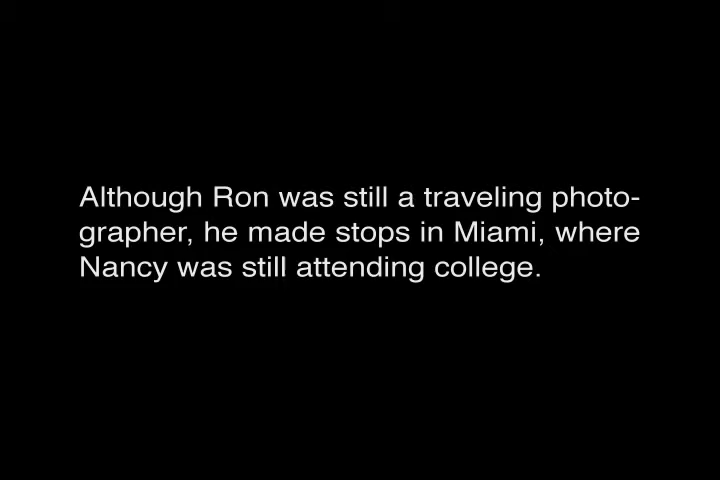 Although Ron was still a traveling photo-
grapher, he made stops in Miami, where
Nancy was still attending college.